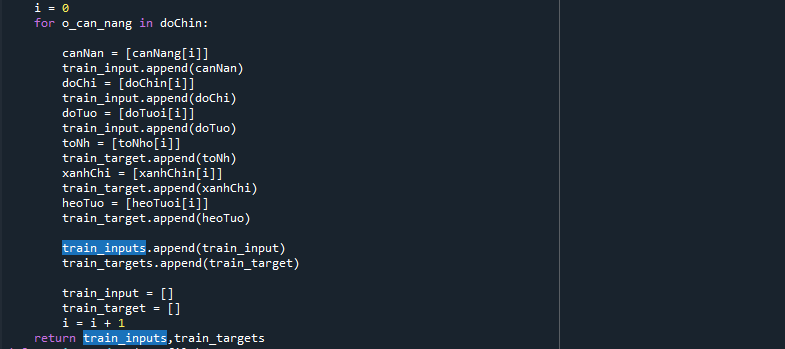 i = 0
for o_can_nang in doChin:
canNan = [canNang[i]]
train_input.append(canNan)
doChi = [doChin[i]]
train_input.append(doChi)
doTuo = [doTuoi[i]]
train_input.append(doTuo)
toNh = [toNho[i]]
train_target.append(toNh)
xanhChi = [xanhChin[i]]
train_target.append(xanhChi)
heoTuo = [heoTuoi[i]]
train_target.append(heoTuo)
train_inputs.append(train_input)
train_targets.append(train_target)
train_input = []
train_target = []
i = i + 1
return train_inputs,train_targets